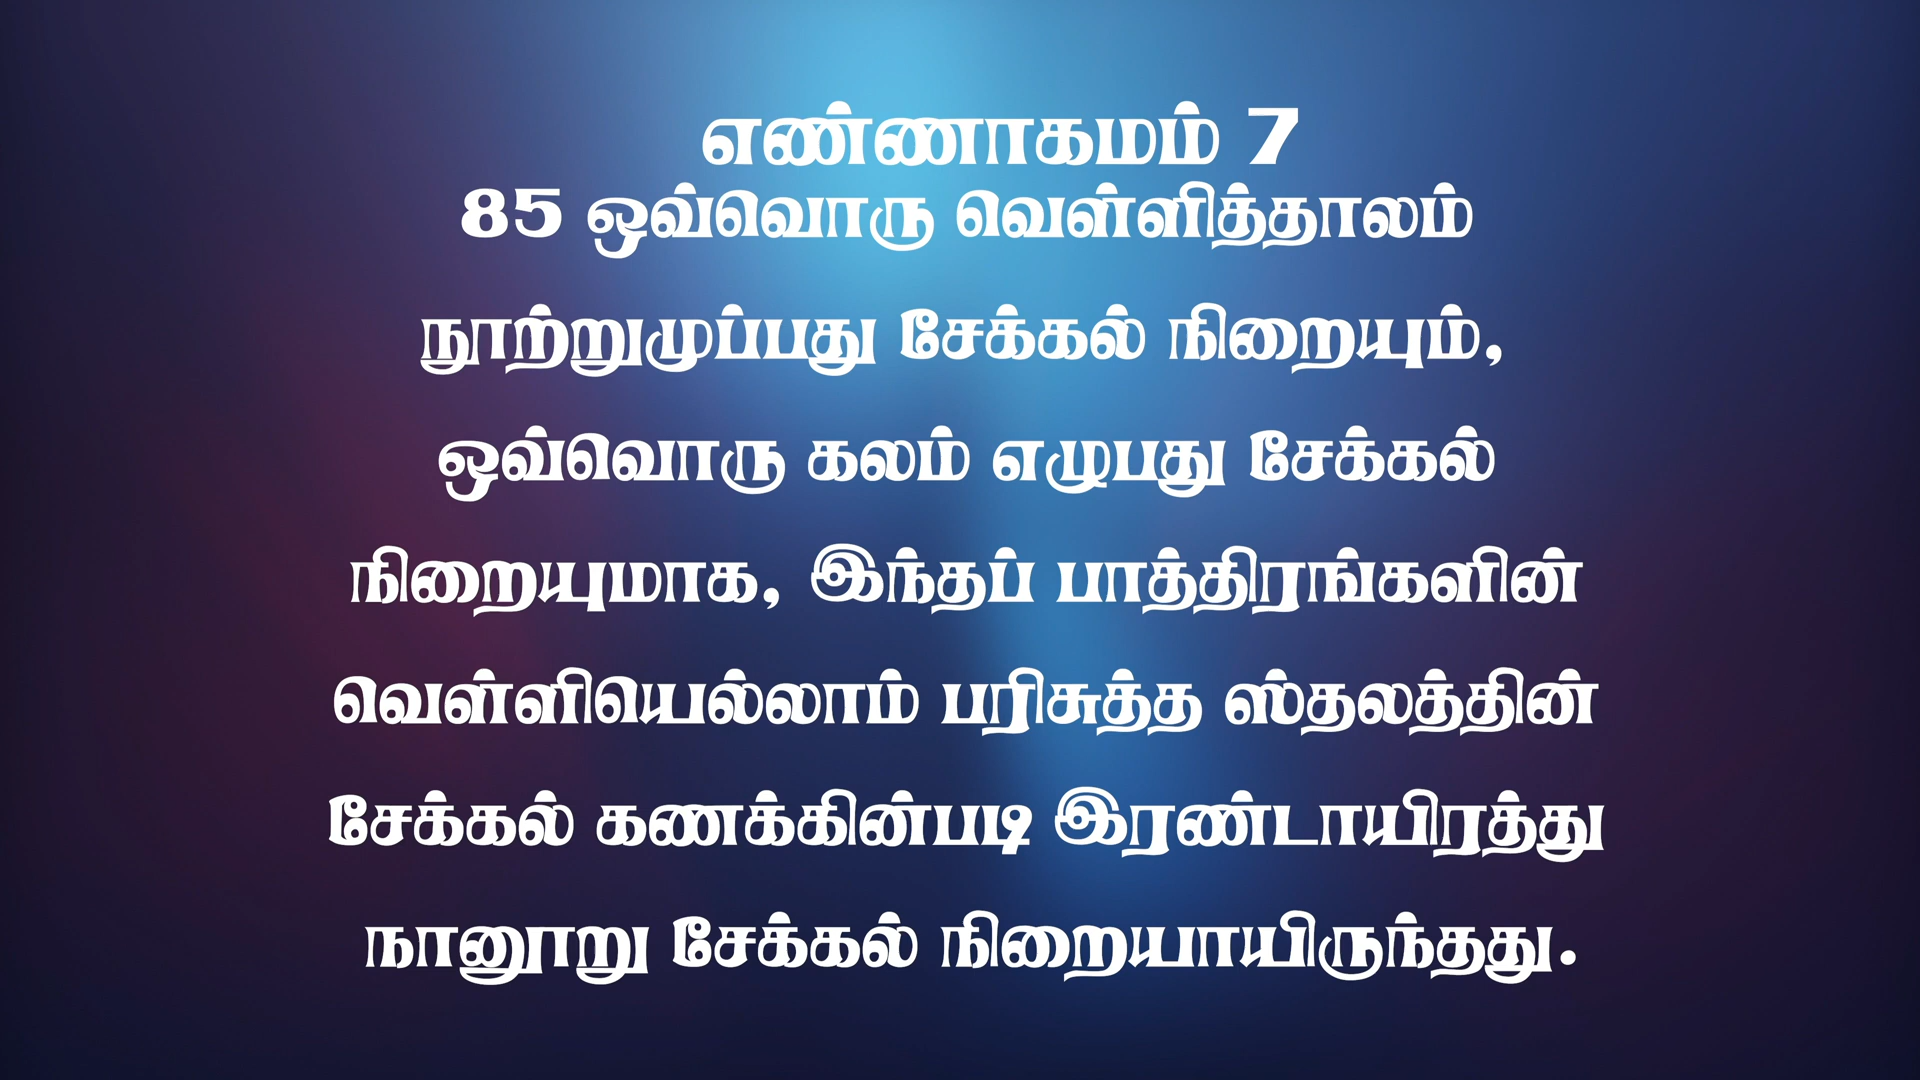 எண்ணாகமம் 7
85 ஒவ்வொரு வெள்ளித்தாலம்
நூற்றுமுப்பது சேக்கல் நிறையும்,
ஒவ்வொரு கலம் எழுபது சேக்கல்
நிறையுமாக, இந்தப் பாத்திரங்களின்
வெள்ளியெல்லாம் பரிசுத்த ஸ்தலத்தின்
சேக்கல் கணக்கின்படி இரண்டாயிரத்து
நானூறு சேக்கல் நிறையாயிருந்தது.